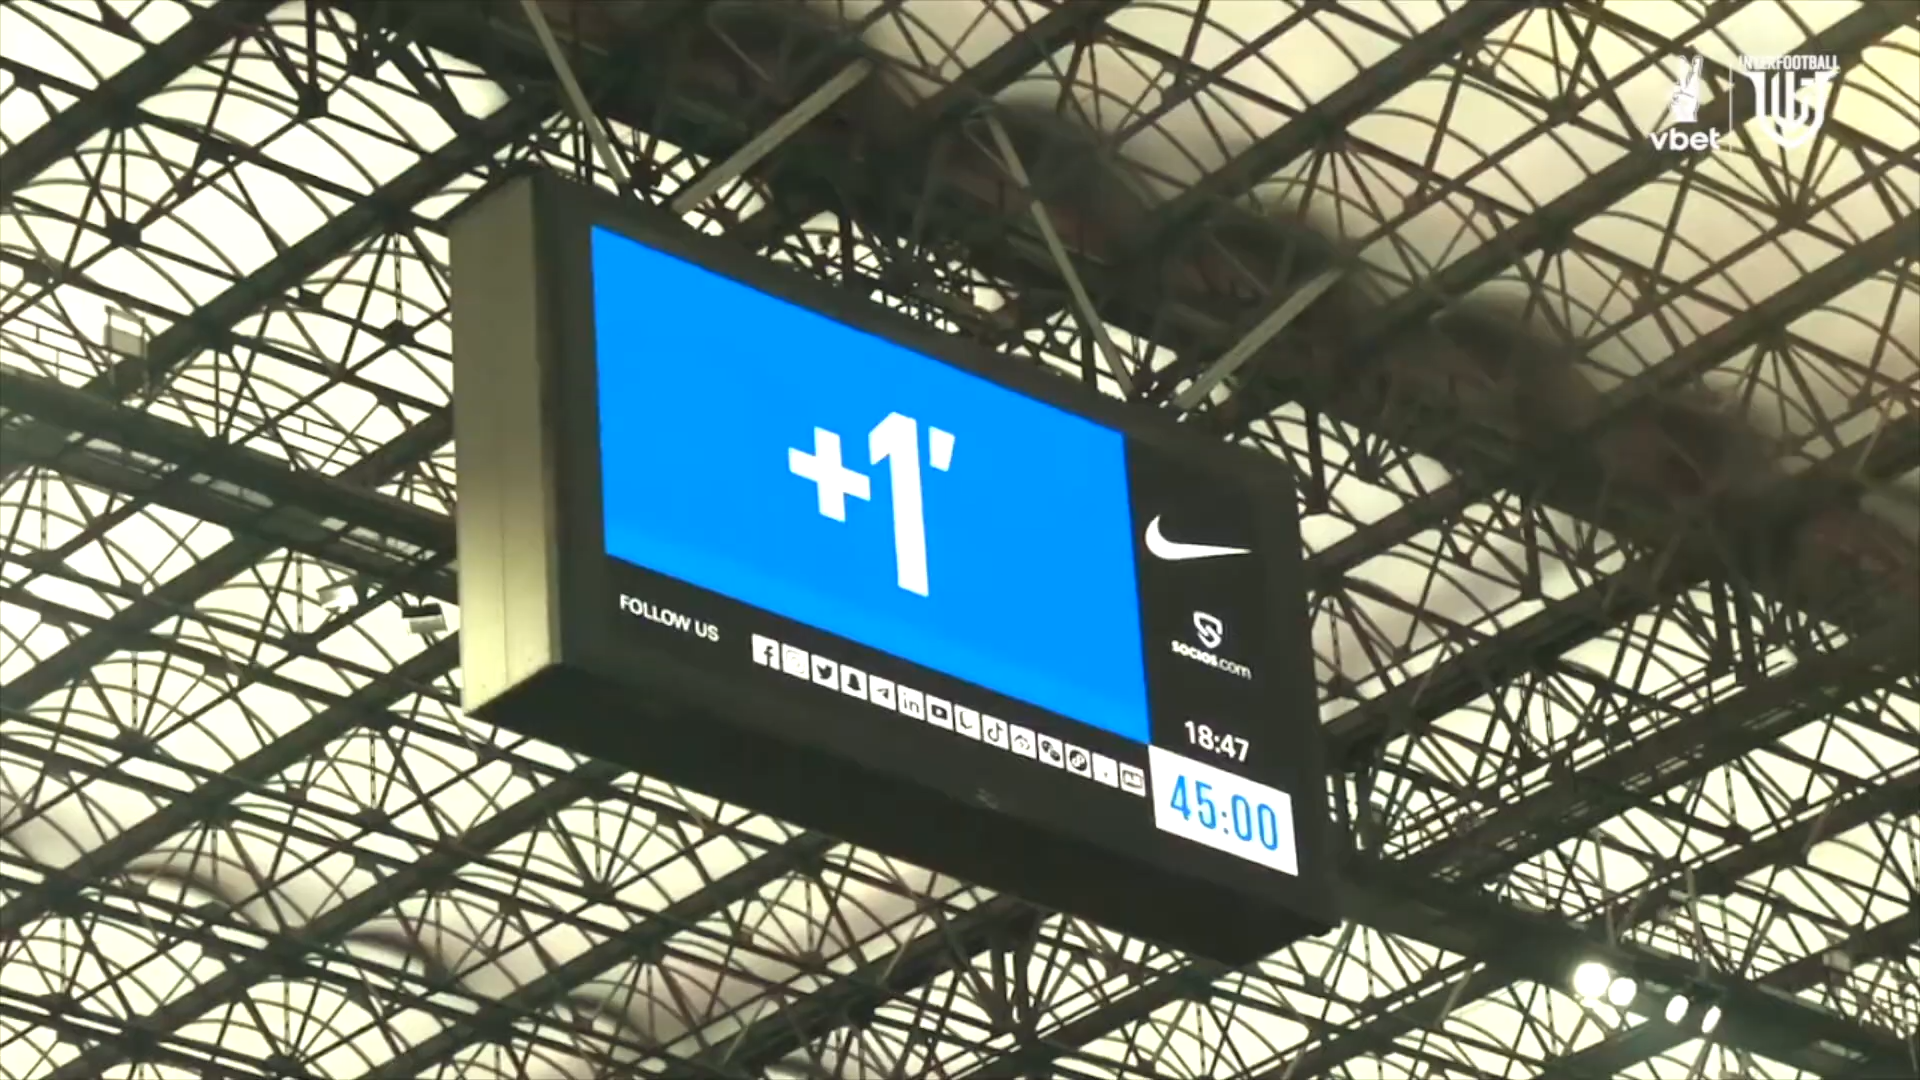 INTERFOOTBALL
vbet
+1'
FOLLOW US
socios.com
18:47
45:00